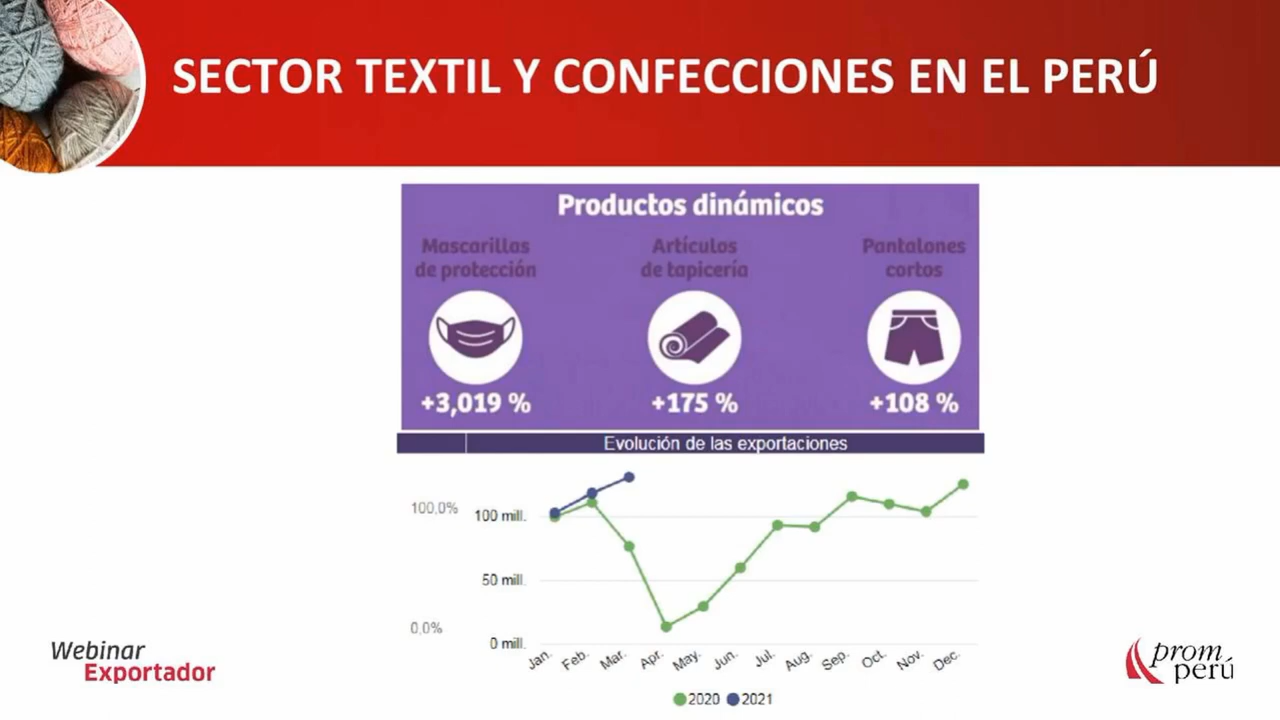 SECTOR TEXTIL Y CONFECCIONES EN EL PERÚ
Productos dinámicos
Mascarillas
de protección
Artículos
de tapicería
Pantalones
cortos
+3,019 %
+175 %
+108 %
Evolución de las exportaciones
100,0%
0,0%
100 mill.
50 mill.
0 mill.
Jan.
Feb.
Mar.
Apr.
May.
Jun.
Jul.
Aug.
Sep.
Oct.
Nov.
Dec.
2020
2021
Webinar
Exportador
prom
perú